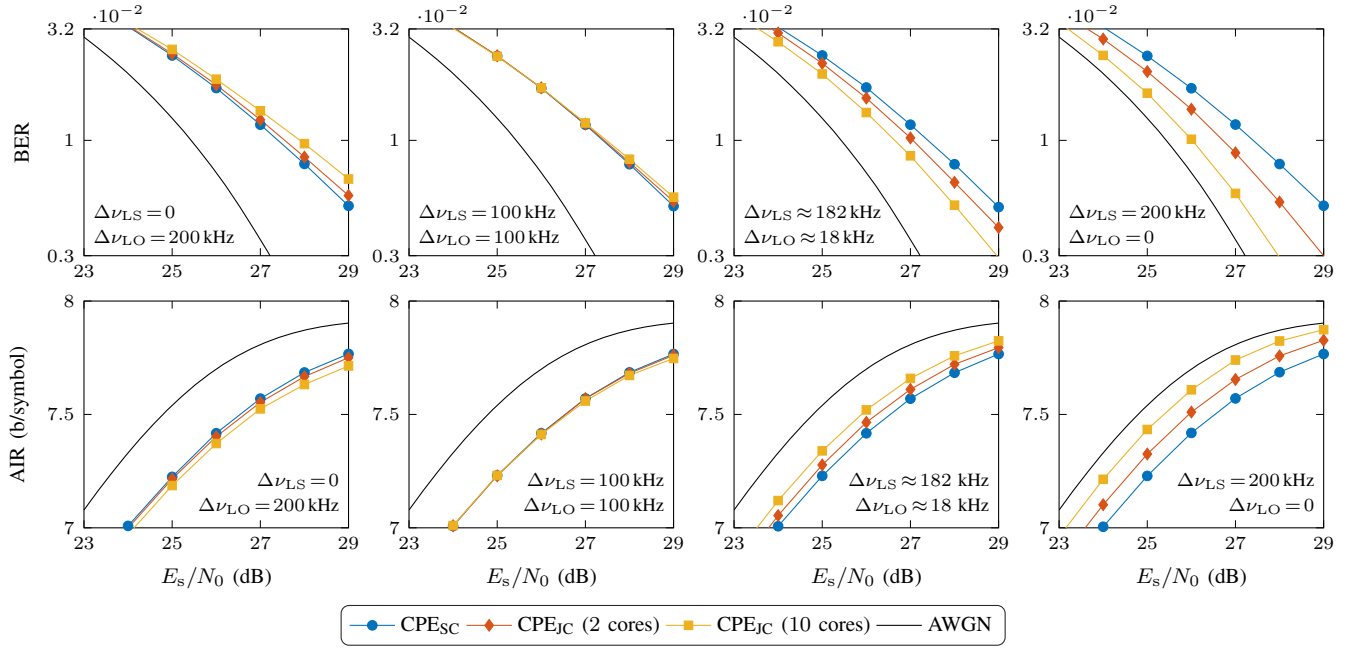 ·10⁻² ·10⁻² ·10⁻² ·10⁻²
3.2 3.2 3.2 3.2
BER
1 1 1 1
Δν_LS = 0 Δν_LS = 100 kHz Δν_LS ≈ 182 kHz Δν_LS = 200 kHz
Δν_LO = 200 kHz Δν_LO = 100 kHz Δν_LO ≈ 18 kHz Δν_LO = 0
0.3 0.3 0.3 0.3
23 25 27 29 23 25 27 29 23 25 27 29 23 25 27 29
8 8 8 8
AIR (b/symbol)
7.5 7.5 7.5 7.5
Δν_LS = 0 Δν_LS = 100 kHz Δν_LS ≈ 182 kHz Δν_LS = 200 kHz
Δν_LO = 200 kHz Δν_LO = 100 kHz Δν_LO ≈ 18 kHz Δν_LO = 0
7 7 7 7
23 25 27 29 23 25 27 29 23 25 27 29 23 25 27 29
E_s/N_0 (dB) E_s/N_0 (dB) E_s/N_0 (dB) E_s/N_0 (dB)
CPE_SC CPE_JC (2 cores) CPE_JC (10 cores) AWGN